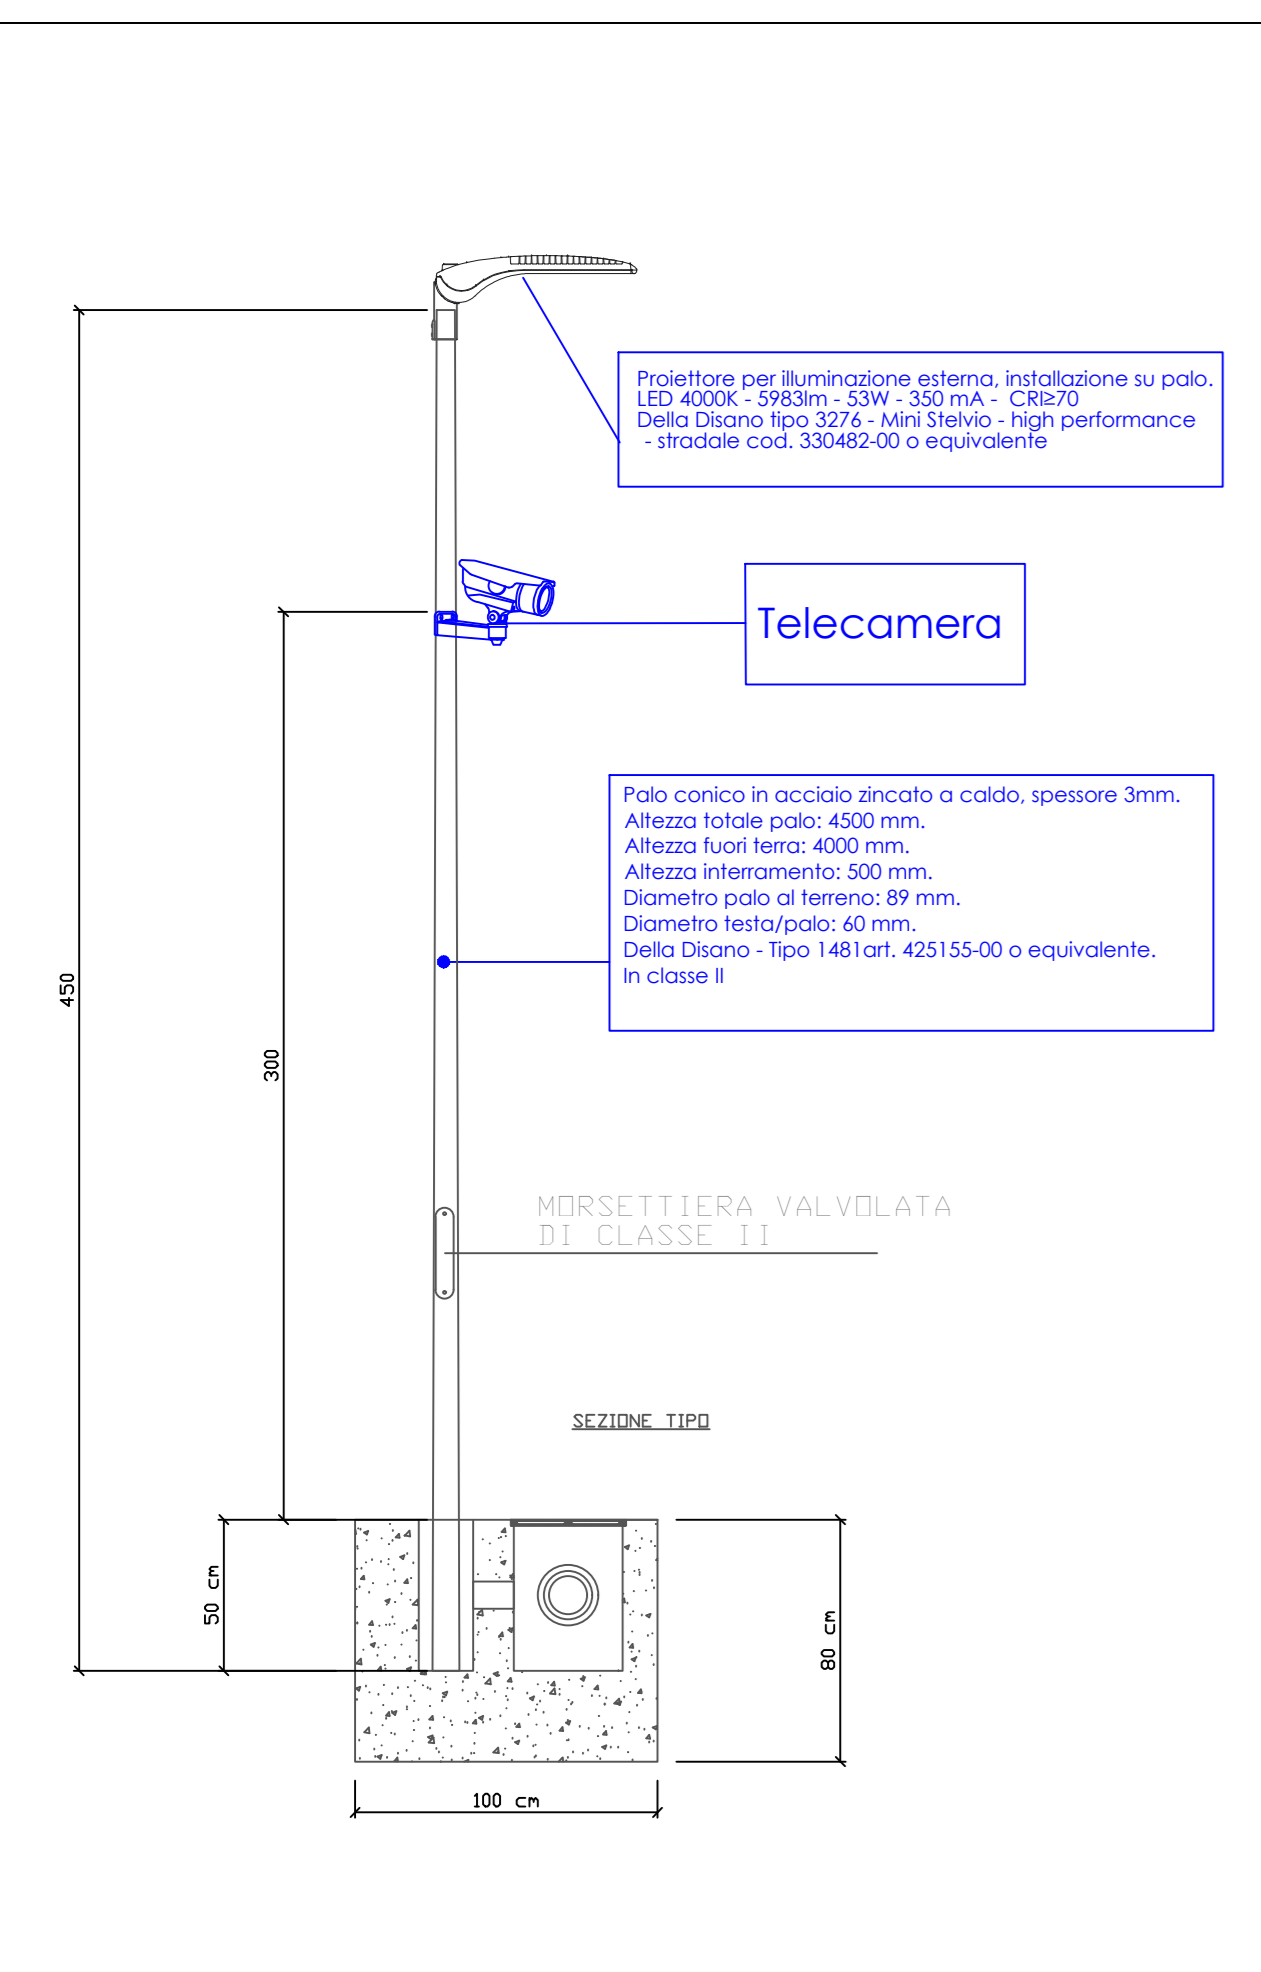 Proiettore per illuminazione esterna, installazione su palo.
LED 4000K - 5983lm - 53W - 350 mA -  CRI≥70
Della Disano tipo 3276 - Mini Stelvio - high performance
- stradale cod. 330482-00 o equivalente
Telecamera
Palo conico in acciaio zincato a caldo, spessore 3mm.
Altezza totale palo: 4500 mm.
Altezza fuori terra: 4000 mm.
Altezza interramento: 500 mm.
Diametro palo al terreno: 89 mm.
Diametro testa/palo: 60 mm.
Della Disano - Tipo 1481art. 425155-00 o equivalente.
In classe II
450
300
MORSETTIERA VALVOLATA
DI CLASSE II
SEZIONE TIPO
50 cm
80 cm
100 cm